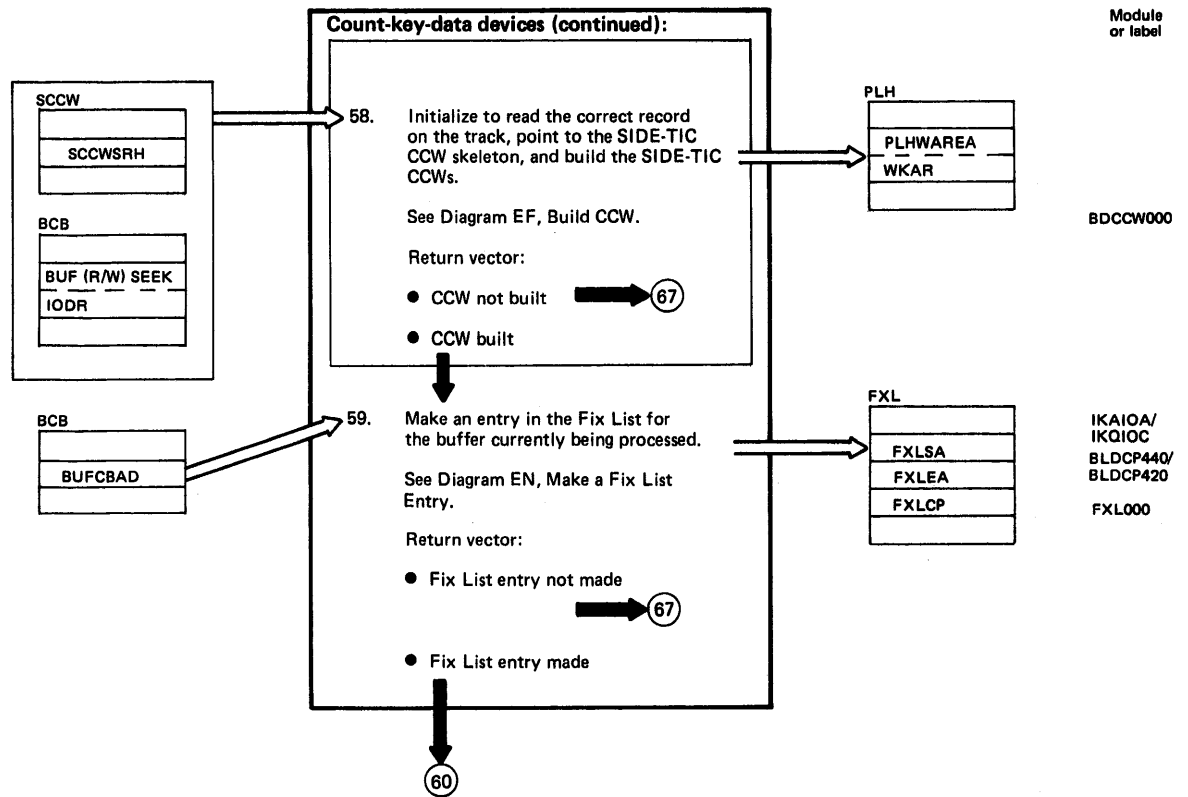 Count-key-data devices (continued):
Module
or label
SCCW
SCCWSRH
BCB
BUF (R/W) SEEK
IODR
58. Initialize to read the correct record
on the track, point to the SIDE-TIC
CCW skeleton, and build the SIDE-TIC
CCWs.
See Diagram EF, Build CCW.
Return vector:
● CCW not built
67
● CCW built
PLH
PLHWAREA
WKAR
BDCCW000
BCB
BUFCBAD
59. Make an entry in the Fix List for
the buffer currently being processed.
See Diagram EN, Make a Fix List
Entry.
Return vector:
● Fix List entry not made
67
● Fix List entry made
60
FXL
FXLSA
FXLEA
FXLCP
IKAIOA/
IKQIOC
BLDCP440/
BLDCP420
FXL000